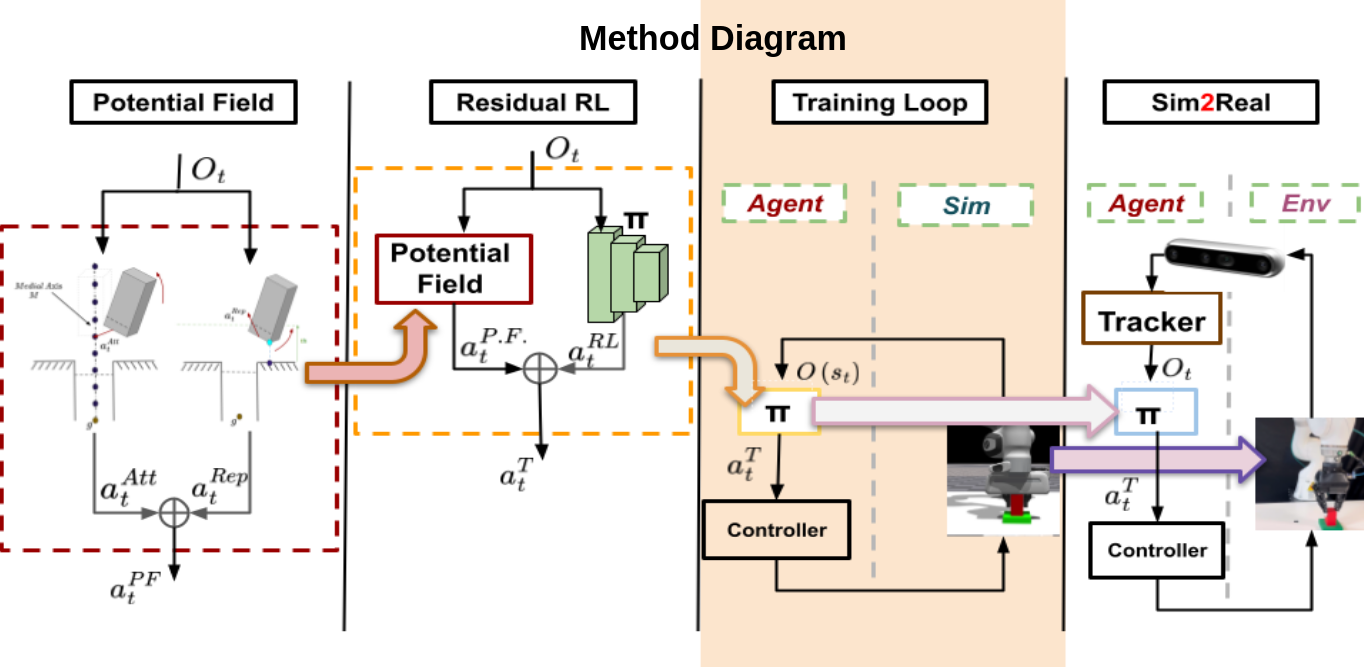 Method Diagram
Potential Field
O_t
Medial Axis
M
a_t^{Att}
g
a_t^{Rep}
g
a_t^{Att}
a_t^{Rep}
a_t^{PF}
Residual RL
O_t
π
Potential
Field
a_t^{P.F.}
a_t^{RL}
a_t^T
Training Loop
Agent
Sim
O(s_t)
π
a_t^T
Controller
Sim2Real
Agent
Env
Tracker
O_t
π
a_t^T
Controller